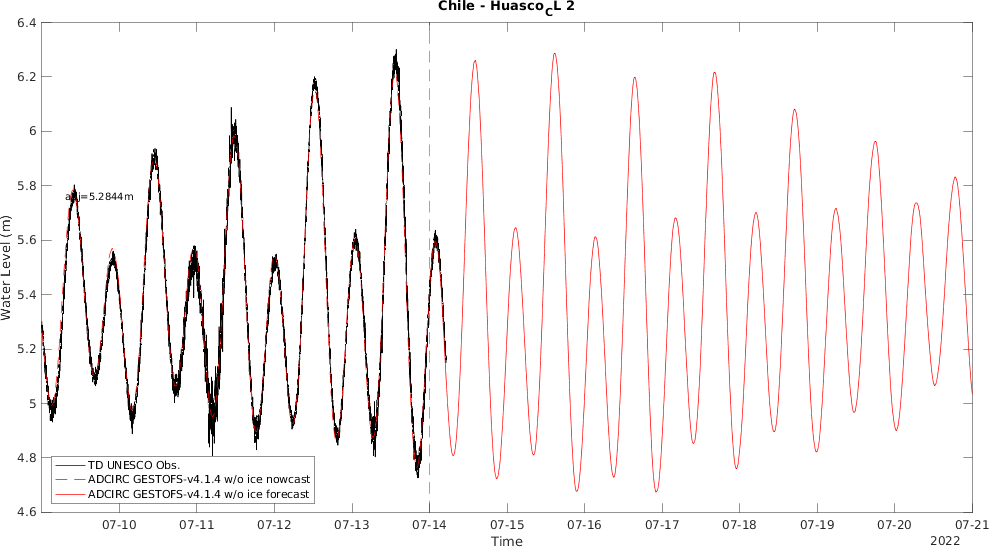 Chile - HuascoCL 2
6.4
6.2
6
5.8
5.6
5.4
5.2
5
4.8
4.6
Water Level (m)
adj=5.2844m
TD UNESCO Obs.
ADCIRC GESTOFS-v4.1.4 w/o ice nowcast
ADCIRC GESTOFS-v4.1.4 w/o ice forecast
07-10 07-11 07-12 07-13 07-14 07-15 07-16 07-17 07-18 07-19 07-20 07-21
Time
2022